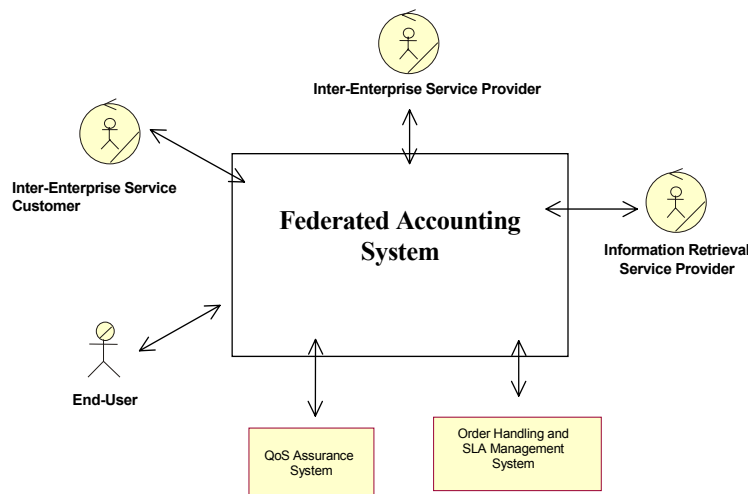 Inter-Enterprise Service Provider
Inter-Enterprise Service
Customer
Federated Accounting
System
Information Retrieval
Service Provider
End-User
QoS Assurance
System
Order Handling and
SLA Management
System